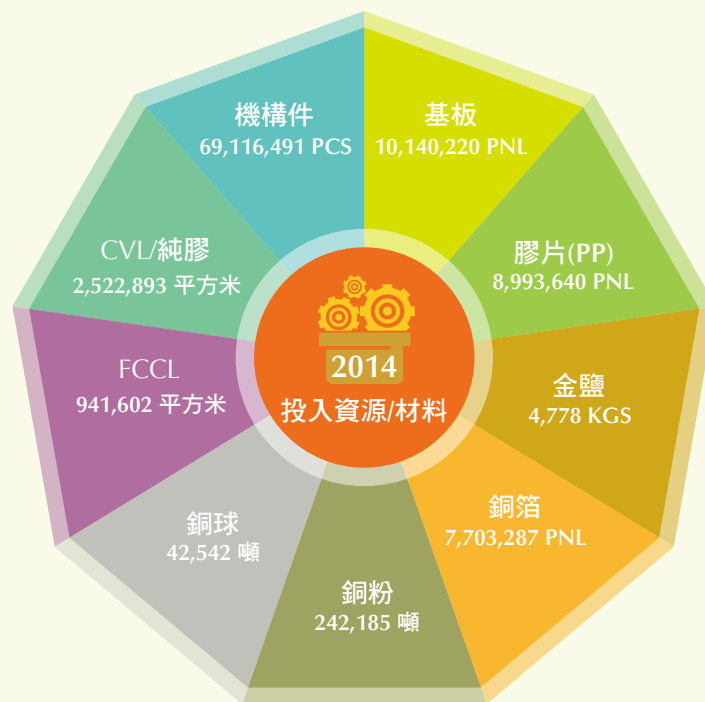 機構件
69,116,491 PCS
基板
10,140,220 PNL
CVL/純膠
2,522,893 平方米
膠片(PP)
8,993,640 PNL
2014
投入資源/材料
FCCL
941,602 平方米
金鹽
4,778 KGS
銅球
42,542 噸
銅箔
7,703,287 PNL
銅粉
242,185 噸